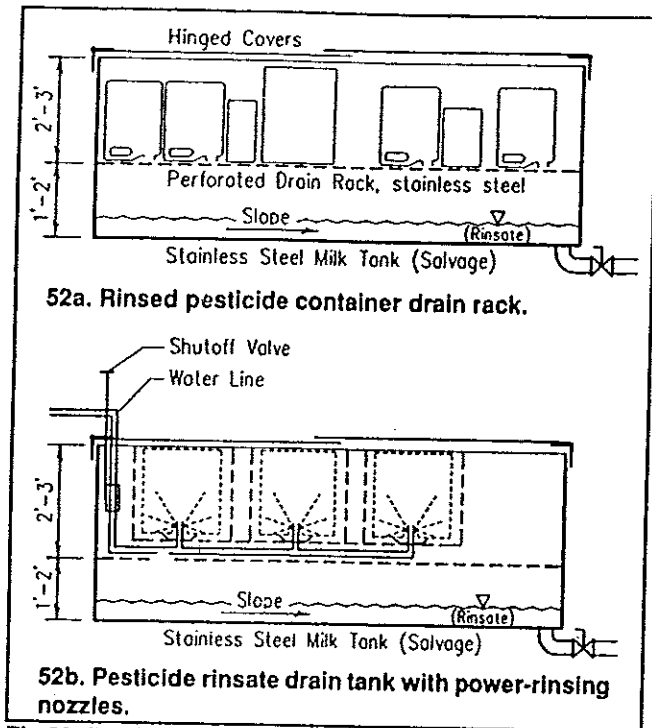 Hinged Covers
2'-3'
Perforated Drain Rack, stainless steel
1'-2'
Slope
(Rinsate)
Stainless Steel Milk Tank (Salvage)
52a. Rinsed pesticide container drain rack.
Shutoff Valve
Water Line
2'-3'
1'-2'
Slope
(Rinsate)
Stainless Steel Milk Tank (Salvage)
52b. Pesticide rinsate drain tank with power-rinsing
nozzles.